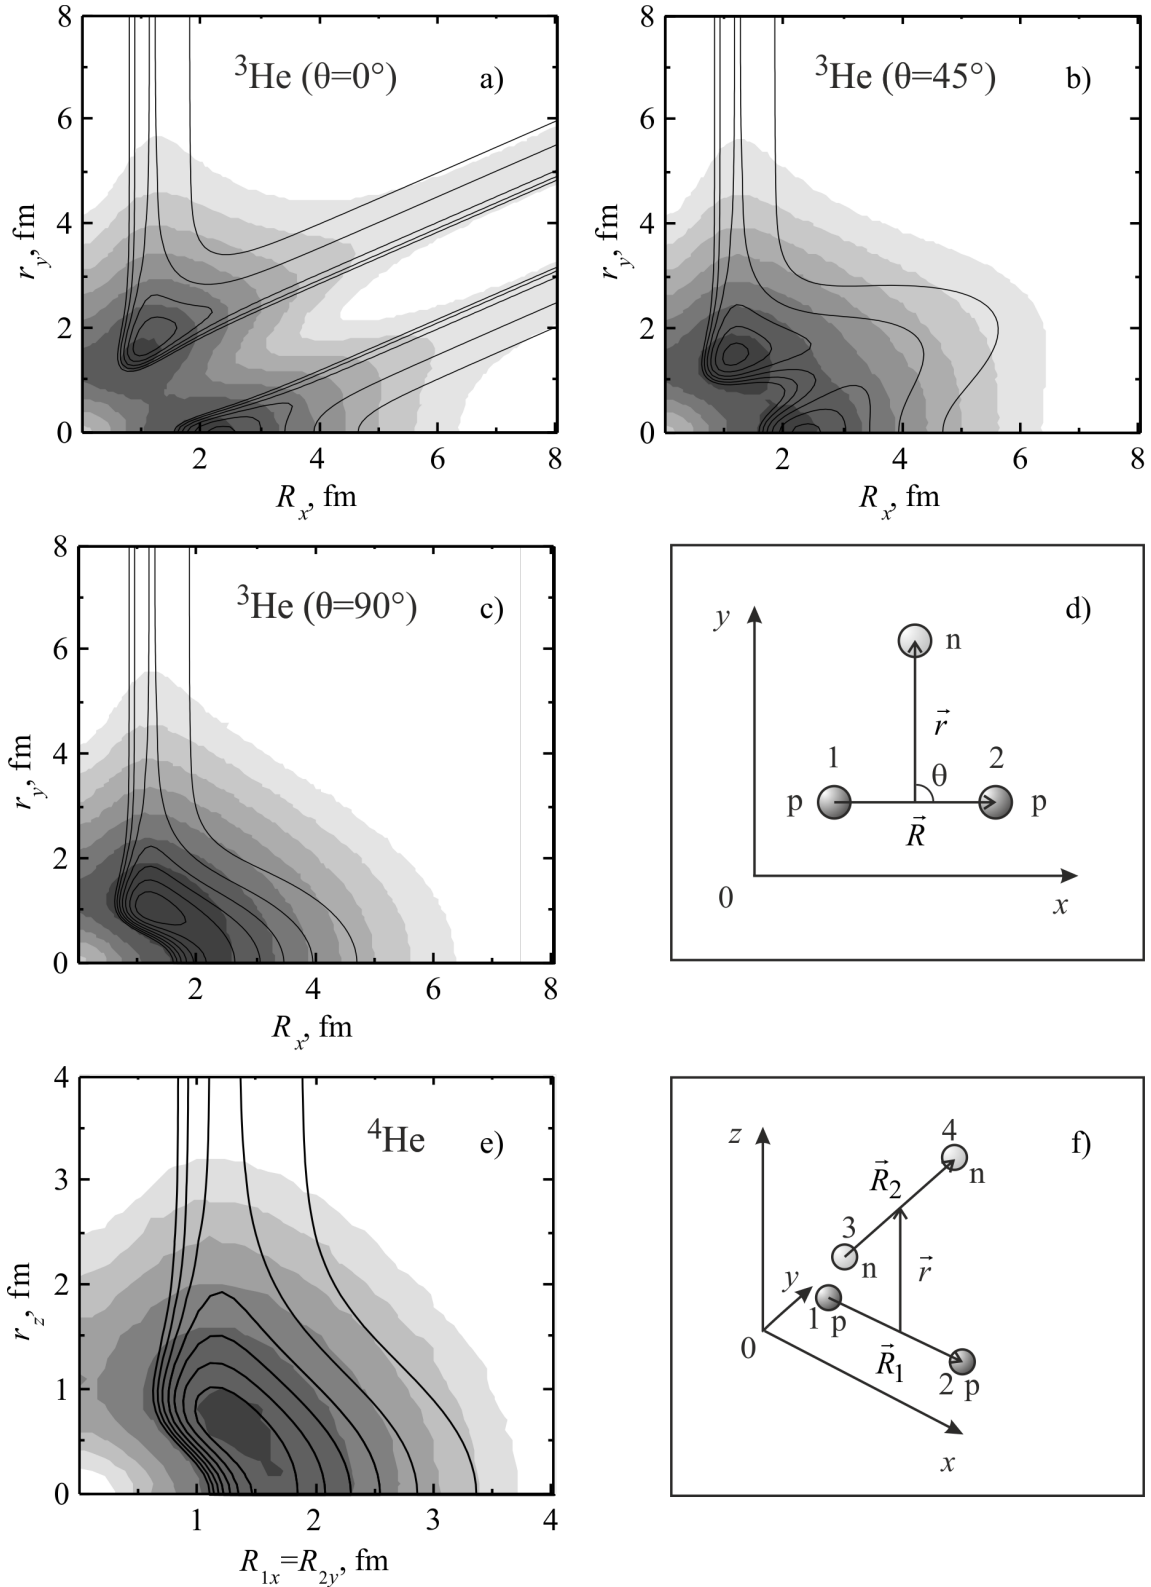 8
³He (θ=0°) a)
6
4
2
0
r_y, fm
2 4 6 8
R_x, fm
8
³He (θ=45°) b)
6
4
2
0
r_y, fm
2 4 6 8
R_x, fm
8
³He (θ=90°) c)
6
4
2
0
r_y, fm
2 4 6 8
R_x, fm
d)
y
n
r⃗
1 2
θ
p p
R⃗
0
x
4
⁴He e)
3
2
1
0
r_z, fm
1 2 3 4
R_1x=R_2y, fm
f)
z
4
R⃗_2
n
3
r⃗
n
y
1 p
0
R⃗_1
2 p
x